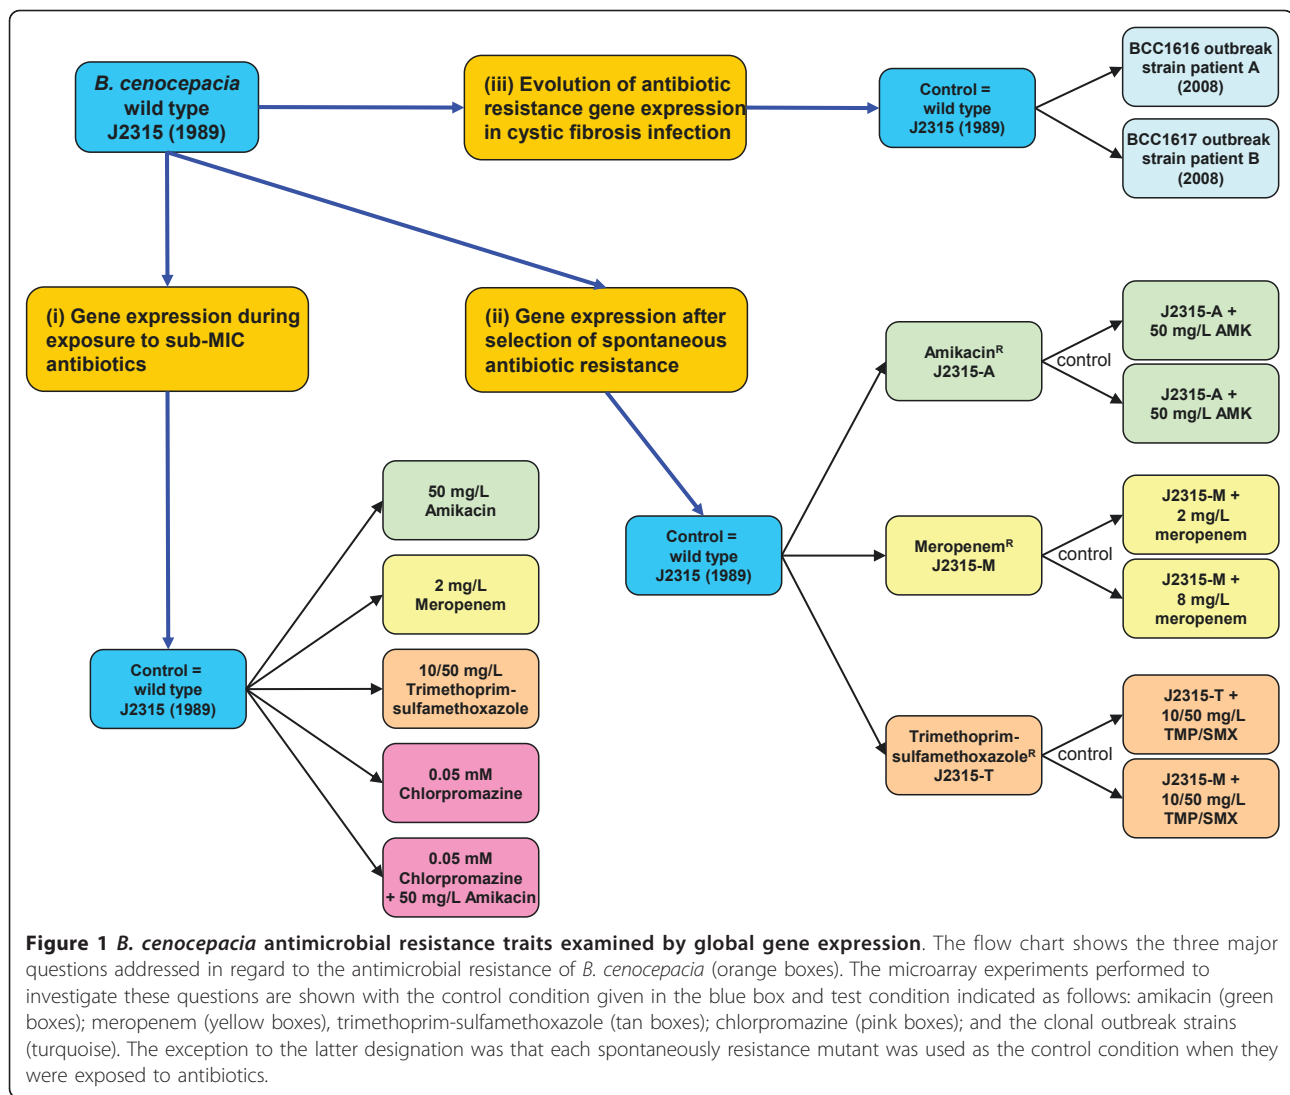 B. cenocepacia
wild type
J2315 (1989)
(iii) Evolution of antibiotic
resistance gene expression
in cystic fibrosis infection
Control =
wild type
J2315 (1989)
BCC1616 outbreak
strain patient A
(2008)
BCC1617 outbreak
strain patient B
(2008)
(i) Gene expression during
exposure to sub-MIC
antibiotics
(ii) Gene expression after
selection of spontaneous
antibiotic resistance
Control =
wild type
J2315 (1989)
50 mg/L
Amikacin
2 mg/L
Meropenem
10/50 mg/L
Trimethoprim-
sulfamethoxazole
0.05 mM
Chlorpromazine
0.05 mM
Chlorpromazine
+ 50 mg/L Amikacin
Control =
wild type
J2315 (1989)
Amikacinᴿ
J2315-A
control
J2315-A +
50 mg/L AMK
J2315-A +
50 mg/L AMK
Meropenemᴿ
J2315-M
control
J2315-M +
2 mg/L
meropenem
J2315-M +
8 mg/L
meropenem
Trimethoprim-
sulfamethoxazoleᴿ
J2315-T
control
J2315-T +
10/50 mg/L
TMP/SMX
J2315-M +
10/50 mg/L
TMP/SMX
Figure 1 B. cenocepacia antimicrobial resistance traits examined by global gene expression. The flow chart shows the three major
questions addressed in regard to the antimicrobial resistance of B. cenocepacia (orange boxes). The microarray experiments performed to
investigate these questions are shown with the control condition given in the blue box and test condition indicated as follows: amikacin (green
boxes); meropenem (yellow boxes), trimethoprim-sulfamethoxazole (tan boxes); chlorpromazine (pink boxes); and the clonal outbreak strains
(turquoise). The exception to the latter designation was that each spontaneously resistance mutant was used as the control condition when they
were exposed to antibiotics.